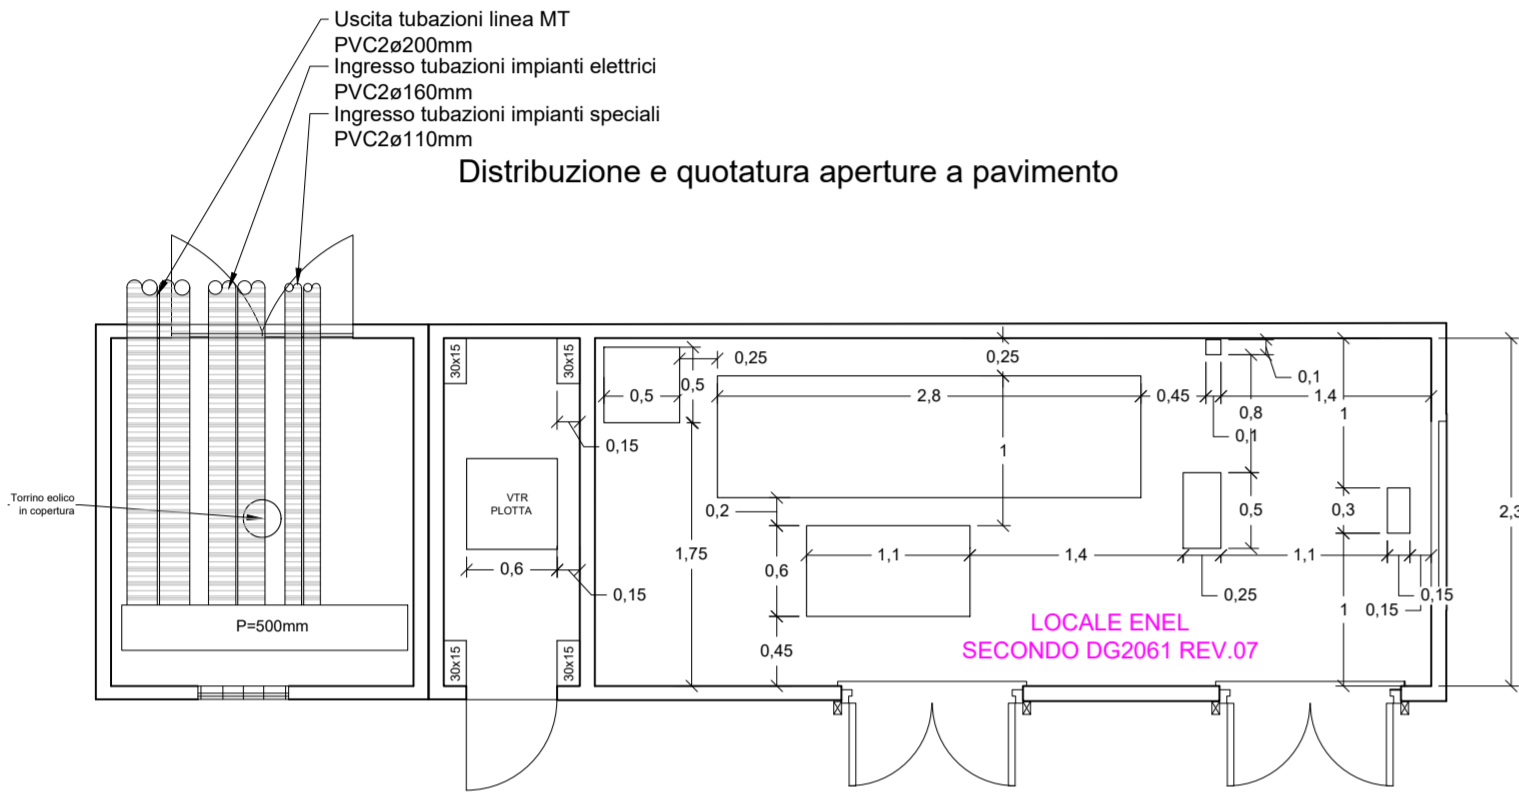 Uscita tubazioni linea MT
PVC2ø200mm
Ingresso tubazioni impianti elettrici
PVC2ø160mm
Ingresso tubazioni impianti speciali
PVC2ø110mm
Distribuzione e quotatura aperture a pavimento
30x15
30x15
0,25
0,25
0,1
0,5
0,5
2,8
0,45
1,4
0,8
1
0,1
0,15
1
VTR
PLOTTA
Torrino eolico
in copertura
0,2
0,5
0,3
2,3
1,75
1,1
1,4
1,1
0,6
0,6
0,15
0,25
0,15
0,15
1
P=500mm
LOCALE ENEL
SECONDO DG2061 REV.07
0,45
30x15
30x15